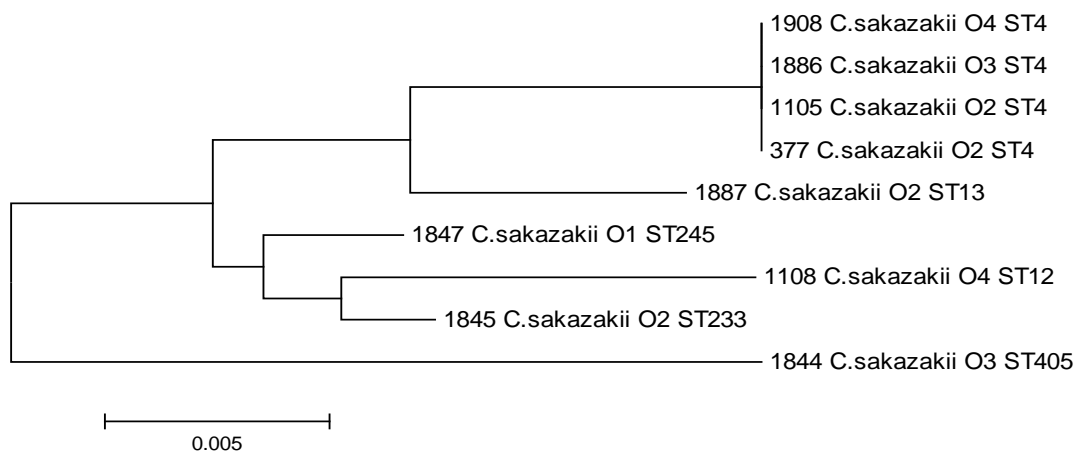 1908 C.sakazakii O4 ST4
1886 C.sakazakii O3 ST4
1105 C.sakazakii O2 ST4
377 C.sakazakii O2 ST4
1887 C.sakazakii O2 ST13
1847 C.sakazakii O1 ST245
1108 C.sakazakii O4 ST12
1845 C.sakazakii O2 ST233
1844 C.sakazakii O3 ST405
0.005